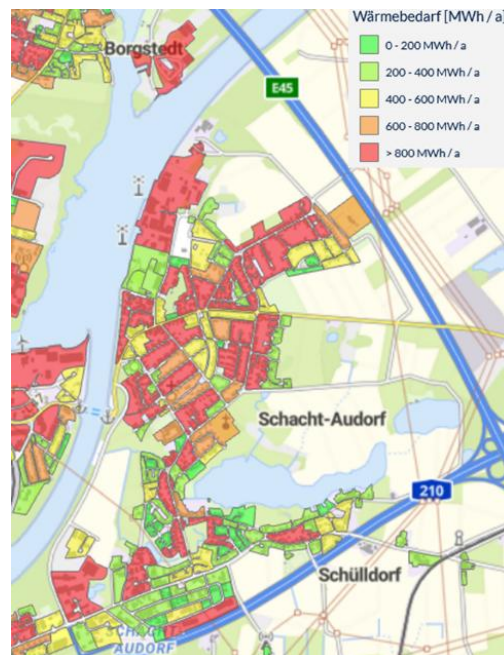 Wärmebedarf [MWh / a]
0 - 200 MWh / a
200 - 400 MWh / a
400 - 600 MWh / a
600 - 800 MWh / a
> 800 MWh / a
Borgstedt
E45
Schacht-Audorf
210
Schülldorf
SCHACHT-
AUDORF